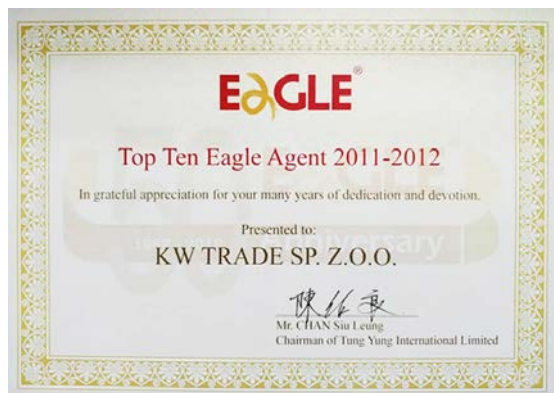 EAGLE®
Top Ten Eagle Agent 2011-2012
In grateful appreciation for your many years of dedication and devotion.
Presented to:
Anniversary
KW TRADE SP. Z.O.O.
Mr. CHAN Siu Leung
Chairman of Tung Yung International Limited